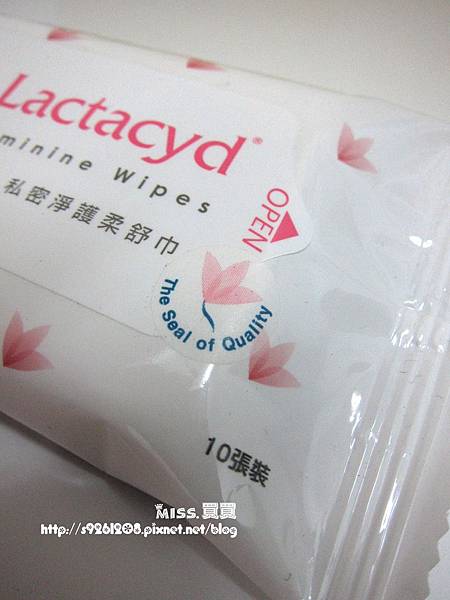 Lactacyd®
minine Wipes
私密淨護柔舒巾
OPEN
The Seal of Quality
10張裝
MISS.買買
http://s9261208.pixnet.net/blog